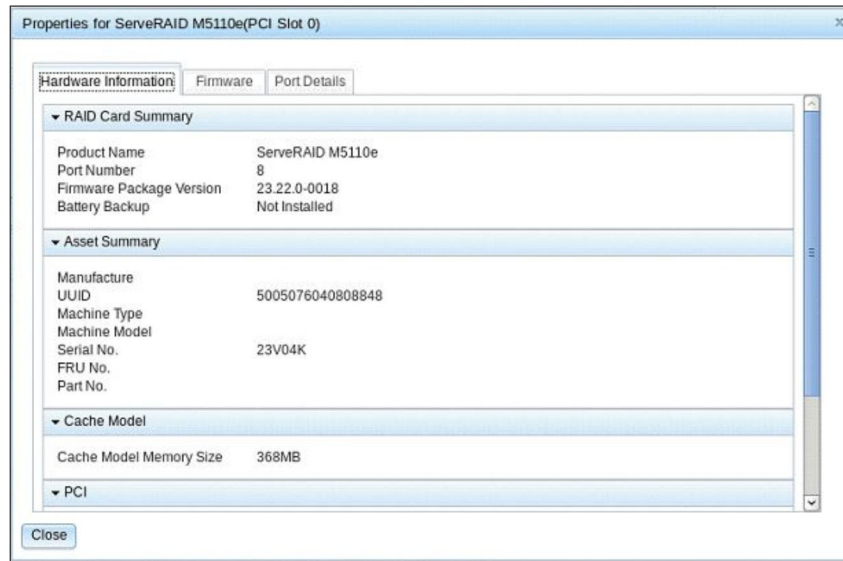 Properties for ServeRAID M5110e(PCI Slot 0)
Hardware Information Firmware Port Details
RAID Card Summary
Product Name ServeRAID M5110e
Port Number 8
Firmware Package Version 23.22.0-0018
Battery Backup Not Installed
Asset Summary
Manufacture
UUID 5005076040808848
Machine Type
Machine Model
Serial No. 23V04K
FRU No.
Part No.
Cache Model
Cache Model Memory Size 368MB
PCI
Close